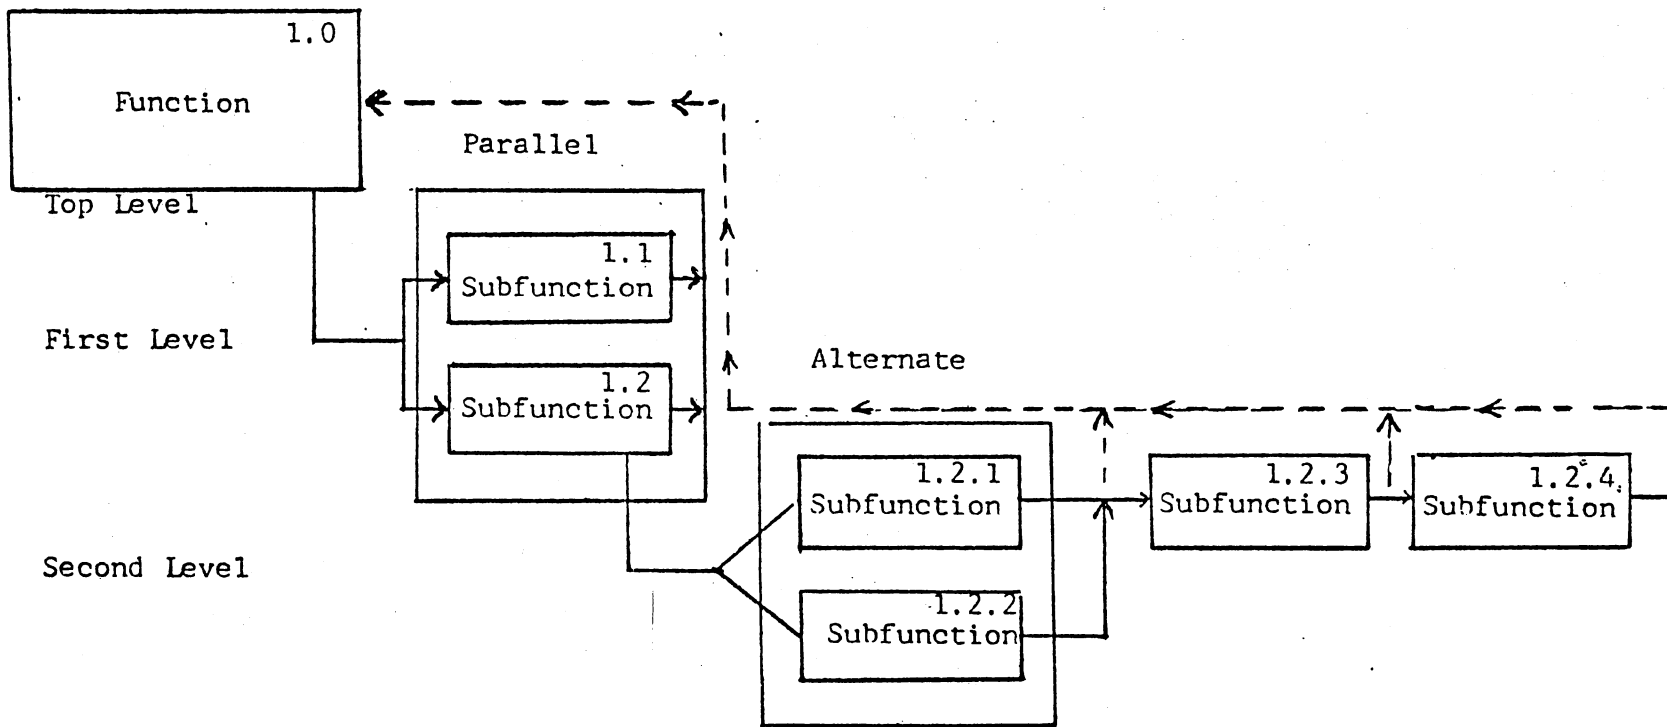 1.0
Function
Top Level
Parallel
1.1
Subfunction
First Level
1.2
Subfunction
Alternate
1.2.1
Subfunction
1.2.3
Subfunction
1.2.4
Subfunction
Second Level
1.2.2
Subfunction